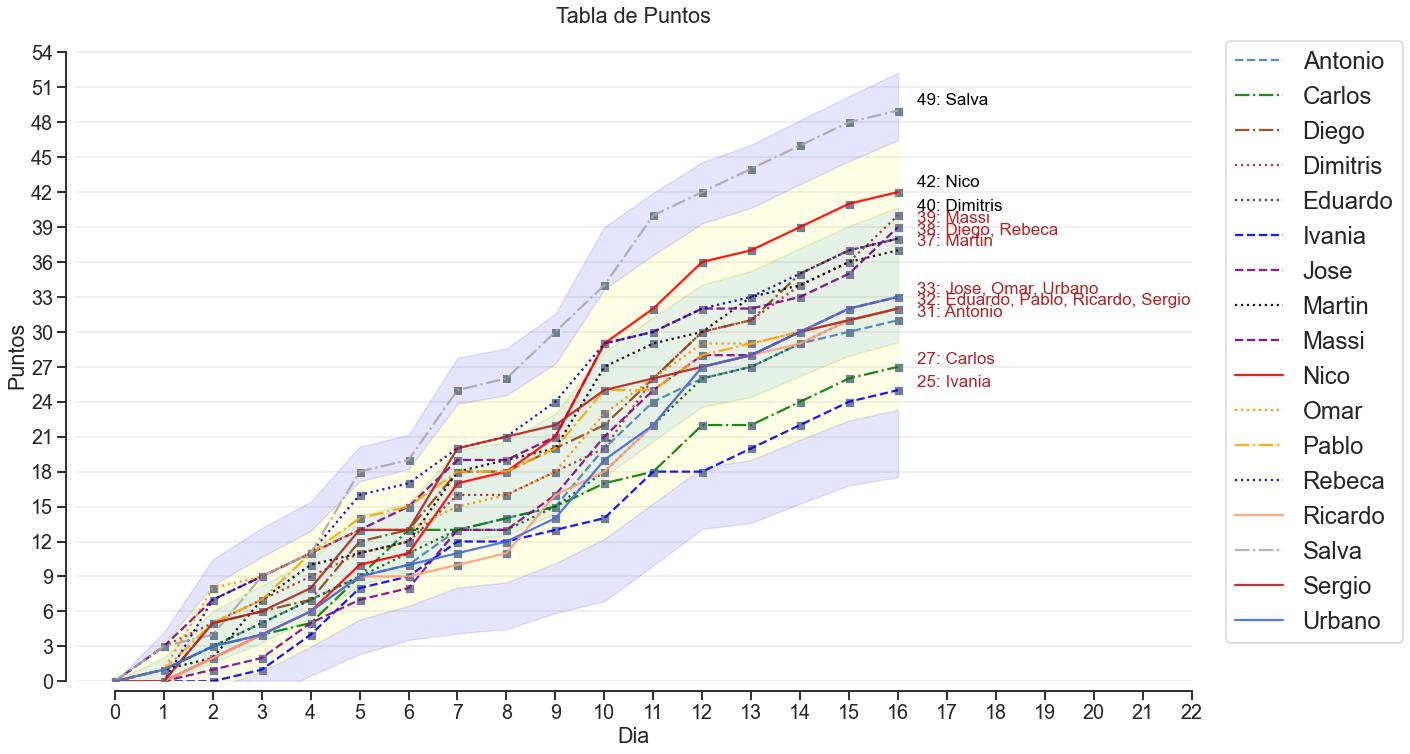 Tabla de Puntos
54
51
48
45
42
39
36
33
30
27
24
21
18
15
12
9
6
3
0
Puntos
0 1 2 3 4 5 6 7 8 9 10 11 12 13 14 15 16 17 18 19 20 21 22
Dia
49: Salva
42: Nico
40: Dimitris
39: Massi
38: Diego, Rebeca
37: Martin
33: Jose, Omar, Urbano
32: Eduardo, Pablo, Ricardo, Sergio
31: Antonio
27: Carlos
25: Ivania
Antonio
Carlos
Diego
Dimitris
Eduardo
Ivania
Jose
Martin
Massi
Nico
Omar
Pablo
Rebeca
Ricardo
Salva
Sergio
Urbano